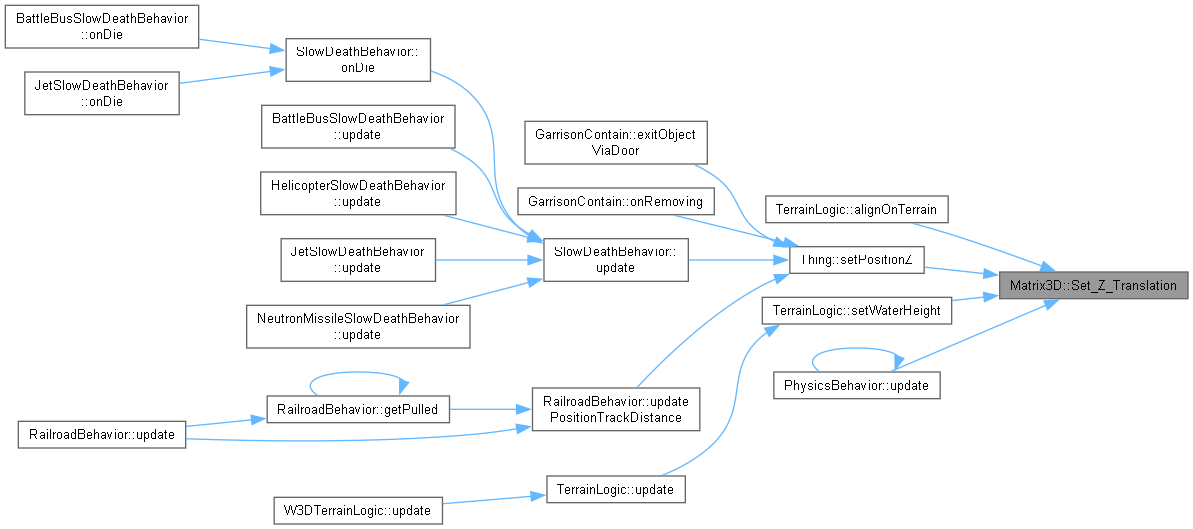 BattleBusSlowDeathBehavior
::onDie
SlowDeathBehavior::
onDie
JetSlowDeathBehavior
::onDie
BattleBusSlowDeathBehavior
::update
GarrisonContain::exitObject
ViaDoor
HelicopterSlowDeathBehavior
::update
GarrisonContain::onRemoving
TerrainLogic::alignOnTerrain
JetSlowDeathBehavior
::update
SlowDeathBehavior::
update
Thing::setPositionZ
Matrix3D::Set_Z_Translation
NeutronMissileSlowDeathBehavior
::update
TerrainLogic::setWaterHeight
PhysicsBehavior::update
RailroadBehavior::getPulled
RailroadBehavior::update
PositionTrackDistance
RailroadBehavior::update
TerrainLogic::update
W3DTerrainLogic::update